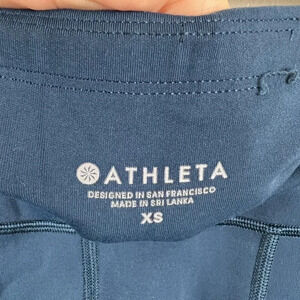 ATHLETA
DESIGNED IN SAN FRANCISCO
MADE IN SRI LANKA
XS